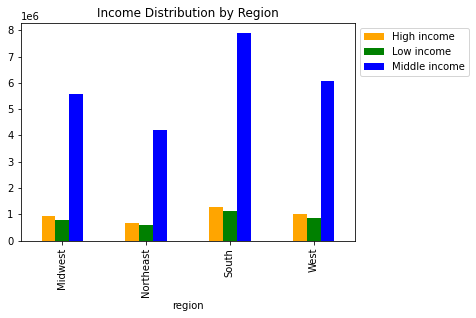 Income Distribution by Region
1e6
8
7
6
5
4
3
2
1
0
High income
Low income
Middle income
Midwest
Northeast
South
West
region